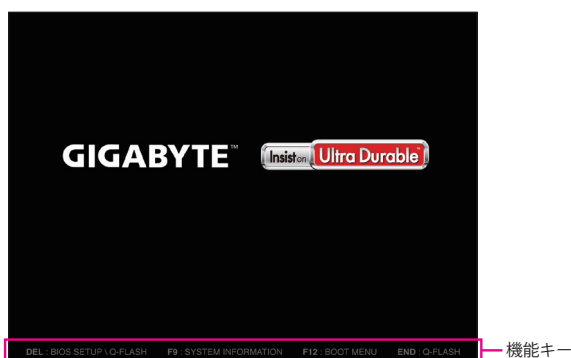 GIGABYTE™
Insist on Ultra Durable™
DEL : BIOS SETUP \ Q-FLASH F9 : SYSTEM INFORMATION F12 : BOOT MENU END : Q-FLASH
機能キー